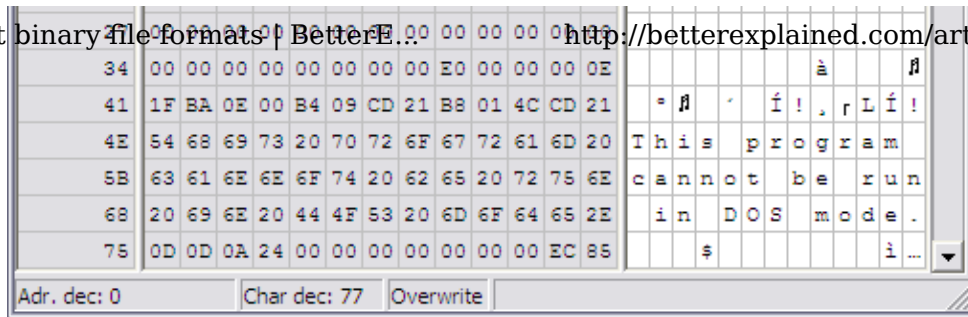 t binary file formats | BetterE... 00 00 00 http://betterexplained.com/art
34 00 00 00 00 00 00 00 00 E0 00 00 00 0E à ♫
41 1F BA 0E 00 B4 09 CD 21 B8 01 4C CD 21 º ♫ ´ Í ! ¸ ┌ L Í !
4E 54 68 69 73 20 70 72 6F 67 72 61 6D 20 This program
5B 63 61 6E 6E 6F 74 20 62 65 20 72 75 6E cannot be run
68 20 69 6E 20 44 4F 53 20 6D 6F 64 65 2E in DOS mode.
75 0D 0D 0A 24 00 00 00 00 00 00 00 EC 85 $ ì …
Adr. dec: 0 Char dec: 77 Overwrite